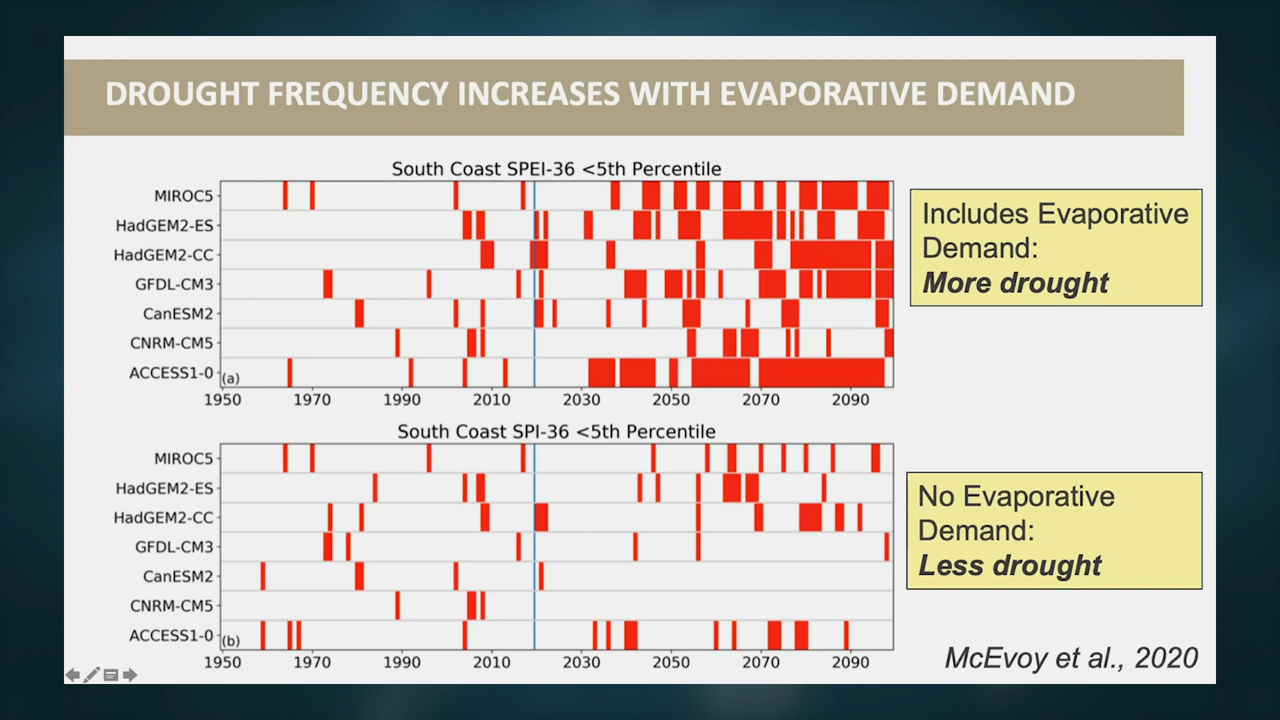 DROUGHT FREQUENCY INCREASES WITH EVAPORATIVE DEMAND
South Coast SPEI-36 <5th Percentile
MIROC5
HadGEM2-ES
HadGEM2-CC
GFDL-CM3
CanESM2
CNRM-CM5
ACCESS1-0
(a)
1950 1970 1990 2010 2030 2050 2070 2090
Includes Evaporative
Demand:
More drought
South Coast SPI-36 <5th Percentile
MIROC5
HadGEM2-ES
HadGEM2-CC
GFDL-CM3
CanESM2
CNRM-CM5
ACCESS1-0
(b)
1950 1970 1990 2010 2030 2050 2070 2090
No Evaporative
Demand:
Less drought
McEvoy et al., 2020